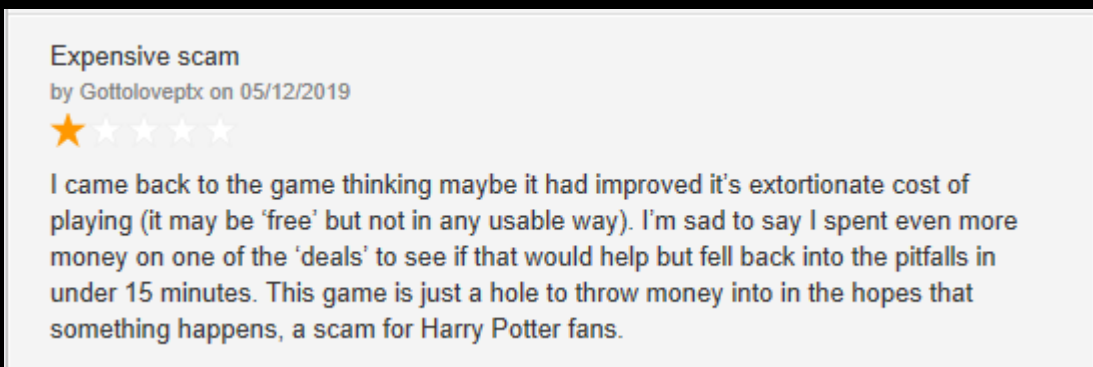 Expensive scam
by Gottoloveptx on 05/12/2019
I came back to the game thinking maybe it had improved it's extortionate cost of
playing (it may be ‘free’ but not in any usable way). I'm sad to say I spent even more
money on one of the ‘deals’ to see if that would help but fell back into the pitfalls in
under 15 minutes. This game is just a hole to throw money into in the hopes that
something happens, a scam for Harry Potter fans.